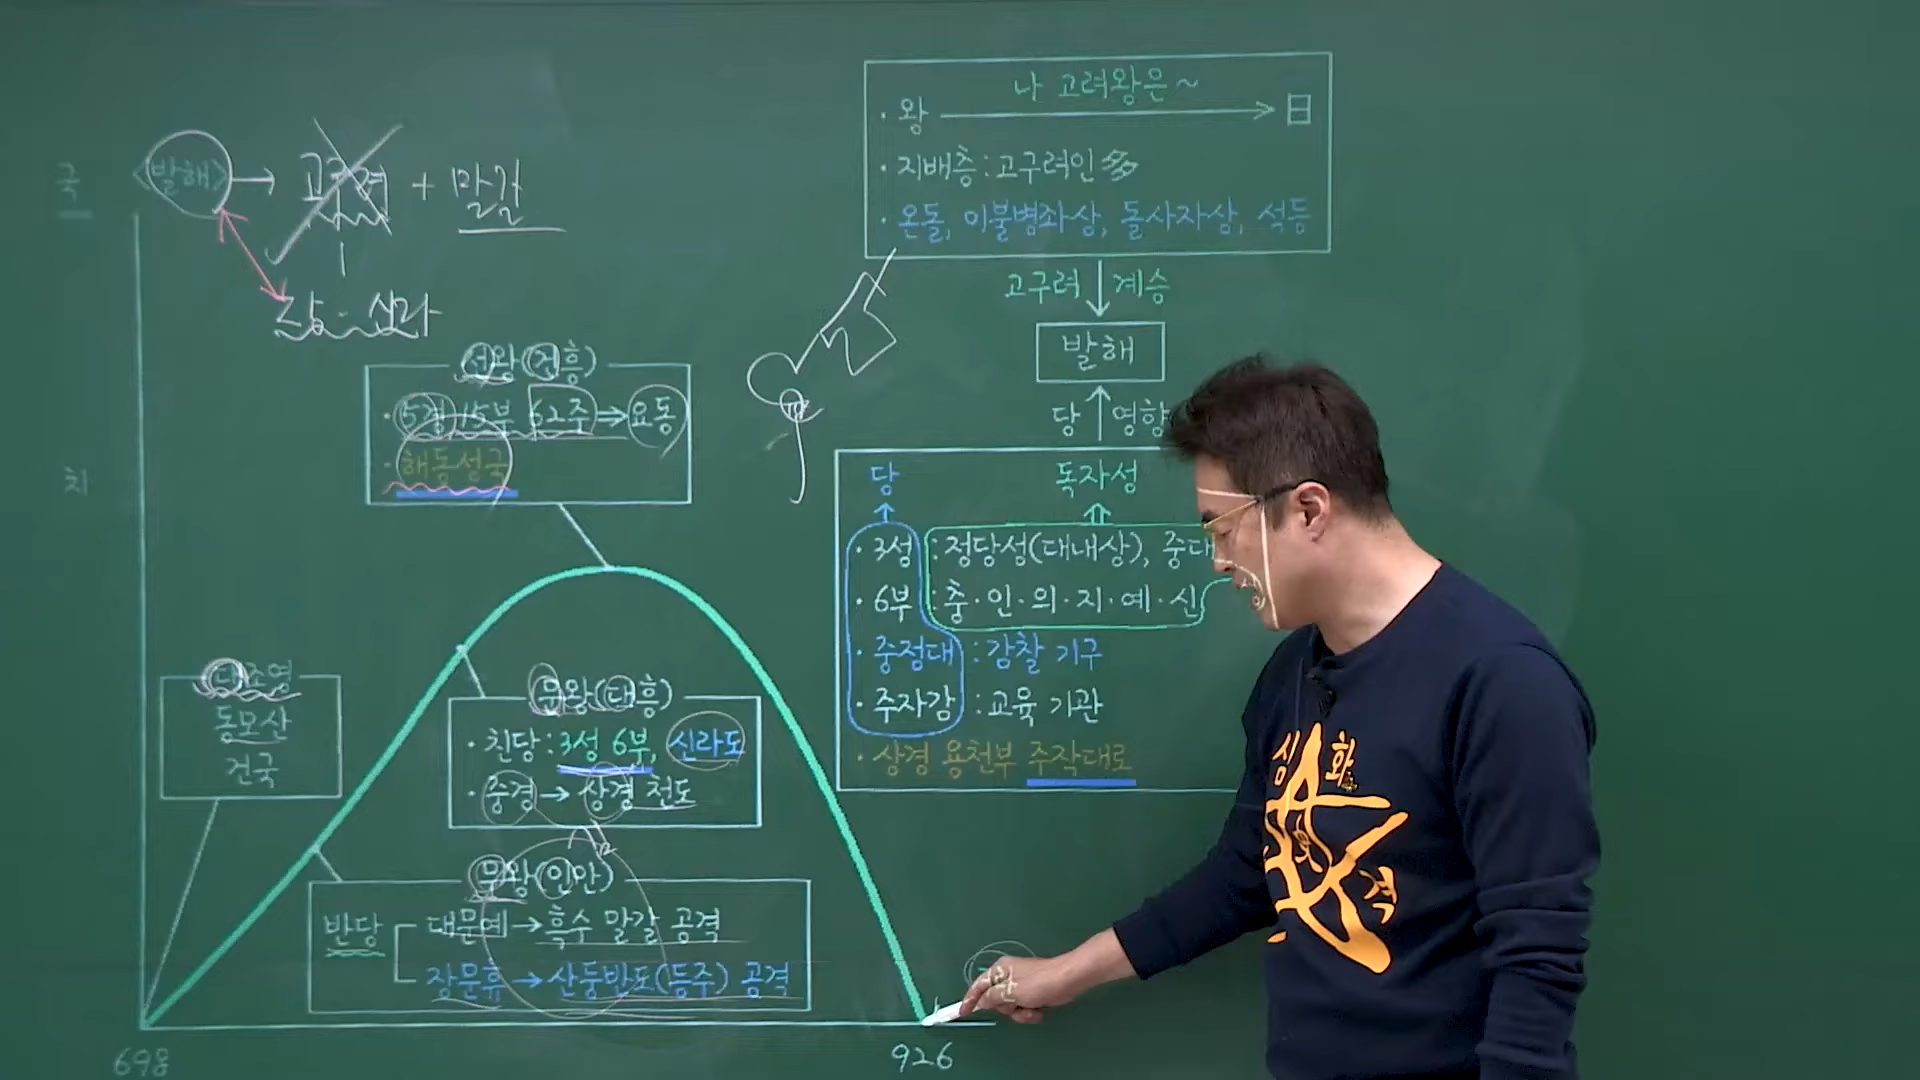 국
<발해> → 고구려 + 말갈
신라
치
선왕(건흥)
· 5경 15부 62주 → 요동
· 해동성국
대조영
동모산
건국
문왕(대흥)
· 친당 : 3성 6부, 신라도
· 중경 → 상경 천도
무왕(인안)
반당
대문예 → 흑수 말갈 공격
장문휴 → 산둥반도(등주) 공격
698
926
나 고려왕은 ~
· 왕 → 日
· 지배층 : 고구려인 多
· 온돌, 이불병좌상, 돌사자상, 석등
고구려 ↓ 계승
발해
당 ↑ 영향
당
독자성
· 3성 : 정당성(대내상), 중대
· 6부 : 충·인·의·지·예·신
· 중정대 : 감찰 기구
· 주자감 : 교육 기관
· 상경 용천부 주작대로
심화